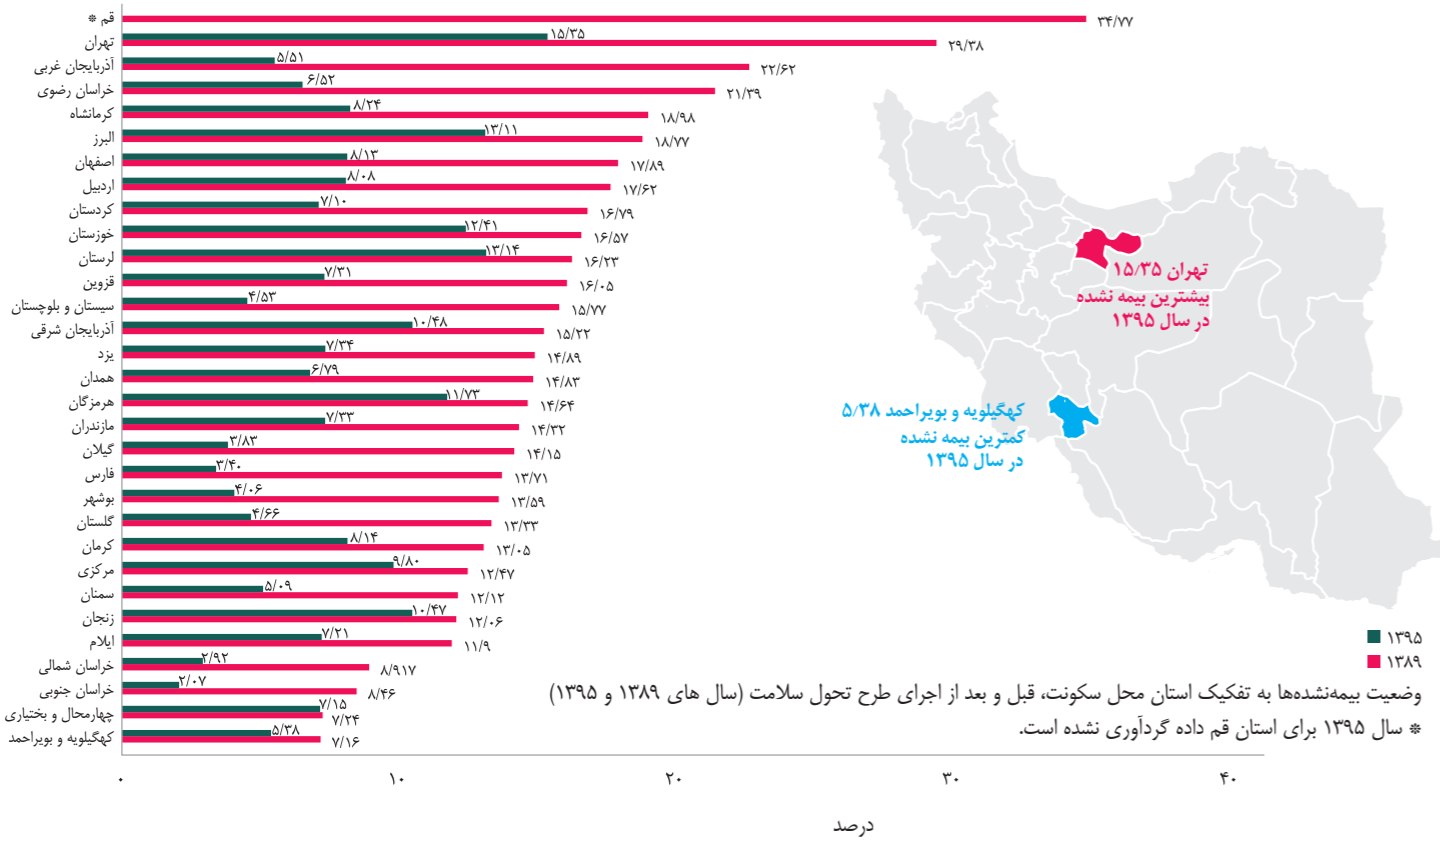 قم * ۳۴/۷۷
تهران ۱۵/۳۵ ۲۹/۳۸
آذربایجان غربی ۵/۵۱ ۲۲/۶۲
خراسان رضوی ۶/۵۲ ۲۱/۳۹
کرمانشاه ۸/۲۴ ۱۸/۹۸
البرز ۱۳/۱۱ ۱۸/۷۷
اصفهان ۸/۱۳ ۱۷/۸۹
اردبیل ۸/۰۸ ۱۷/۶۲
کردستان ۷/۱۰ ۱۶/۷۹
خوزستان ۱۲/۴۱ ۱۶/۵۷
لرستان ۱۳/۱۴ ۱۶/۲۳
قزوین ۷/۳۱ ۱۶/۰۵
سیستان و بلوچستان ۴/۵۳ ۱۵/۷۷
آذربایجان شرقی ۱۰/۴۸ ۱۵/۲۲
یزد ۷/۳۴ ۱۴/۸۹
همدان ۶/۷۹ ۱۴/۸۳
هرمزگان ۱۱/۷۳ ۱۴/۶۴
مازندران ۷/۳۳ ۱۴/۳۲
گیلان ۳/۸۳ ۱۴/۱۵
فارس ۳/۴۰ ۱۳/۷۱
بوشهر ۴/۰۶ ۱۳/۵۹
گلستان ۴/۶۶ ۱۳/۳۳
کرمان ۸/۱۴ ۱۳/۰۵
مرکزی ۹/۸۰ ۱۲/۴۷
سمنان ۵/۰۹ ۱۲/۱۲
زنجان ۱۰/۴۷ ۱۲/۰۶
ایلام ۷/۲۱ ۱۱/۹
خراسان شمالی ۲/۹۲ ۸/۹۱۷
خراسان جنوبی ۲/۰۷ ۸/۴۶
چهارمحال و بختیاری ۷/۱۵ ۷/۲۴
کهگیلویه و بویراحمد ۵/۳۸ ۷/۱۶
۰ ۱۰ ۲۰ ۳۰ ۴۰
درصد
تهران ۱۵/۳۵
بیشترین بیمه نشده
در سال ۱۳۹۵
کهگیلویه و بویراحمد ۵/۳۸
کمترین بیمه نشده
در سال ۱۳۹۵
۱۳۹۵
۱۳۸۹
وضعیت بیمه‌نشده‌ها به تفکیک استان محل سکونت، قبل و بعد از اجرای طرح تحول سلامت (سال های ۱۳۸۹ و ۱۳۹۵)
* سال ۱۳۹۵ برای استان قم داده گردآوری نشده است.